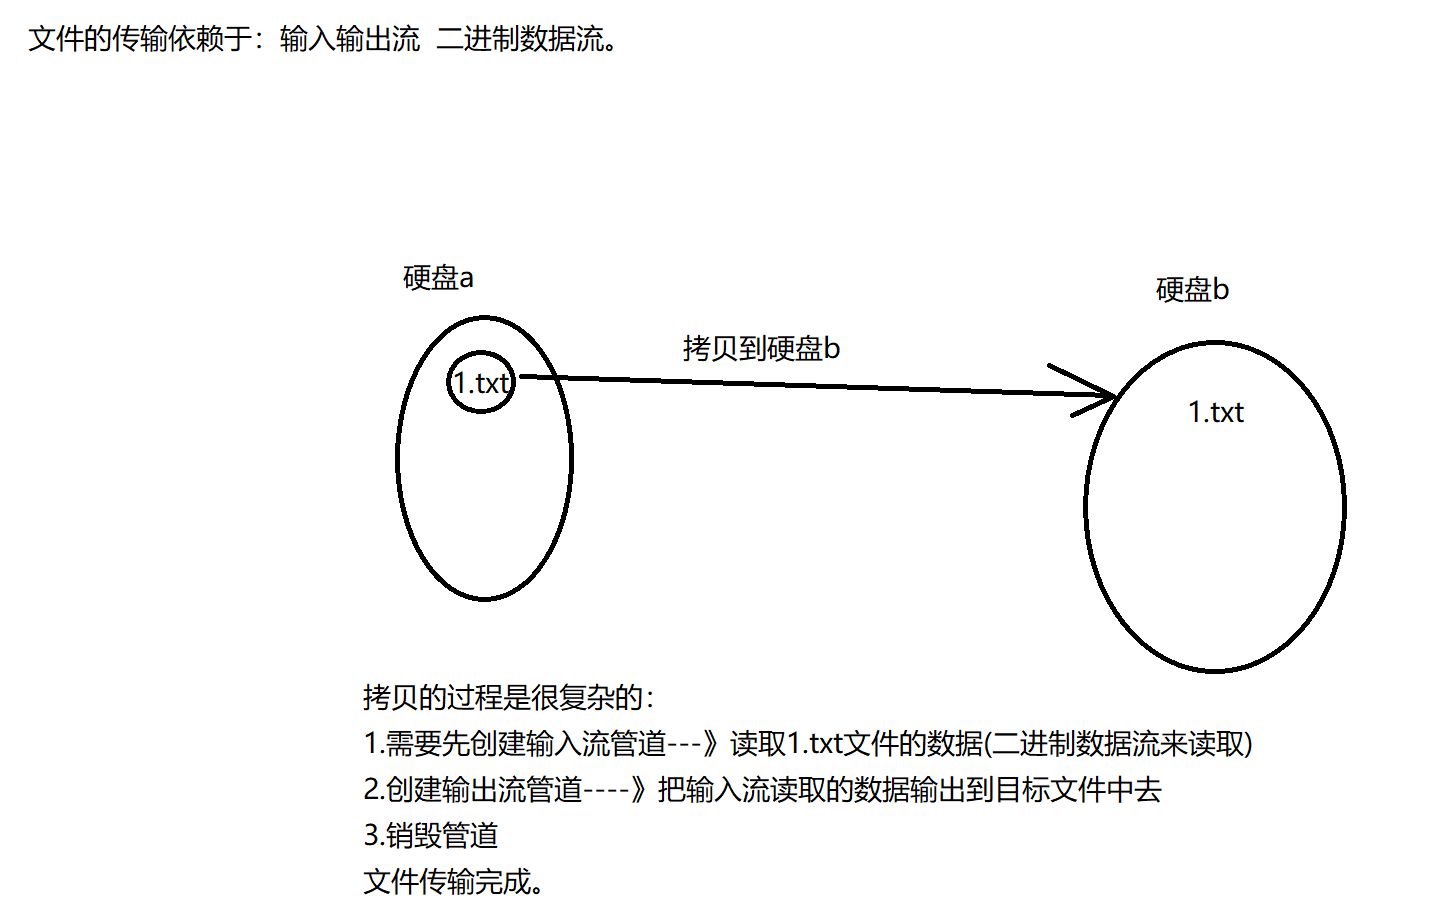 文件的传输依赖于：输入输出流  二进制数据流。
硬盘a
硬盘b
拷贝到硬盘b
1.txt
1.txt
拷贝的过程是很复杂的：
1.需要先创建输入流管道---》读取1.txt文件的数据(二进制数据流来读取)
2.创建输出流管道----》把输入流读取的数据输出到目标文件中去
3.销毁管道
文件传输完成。